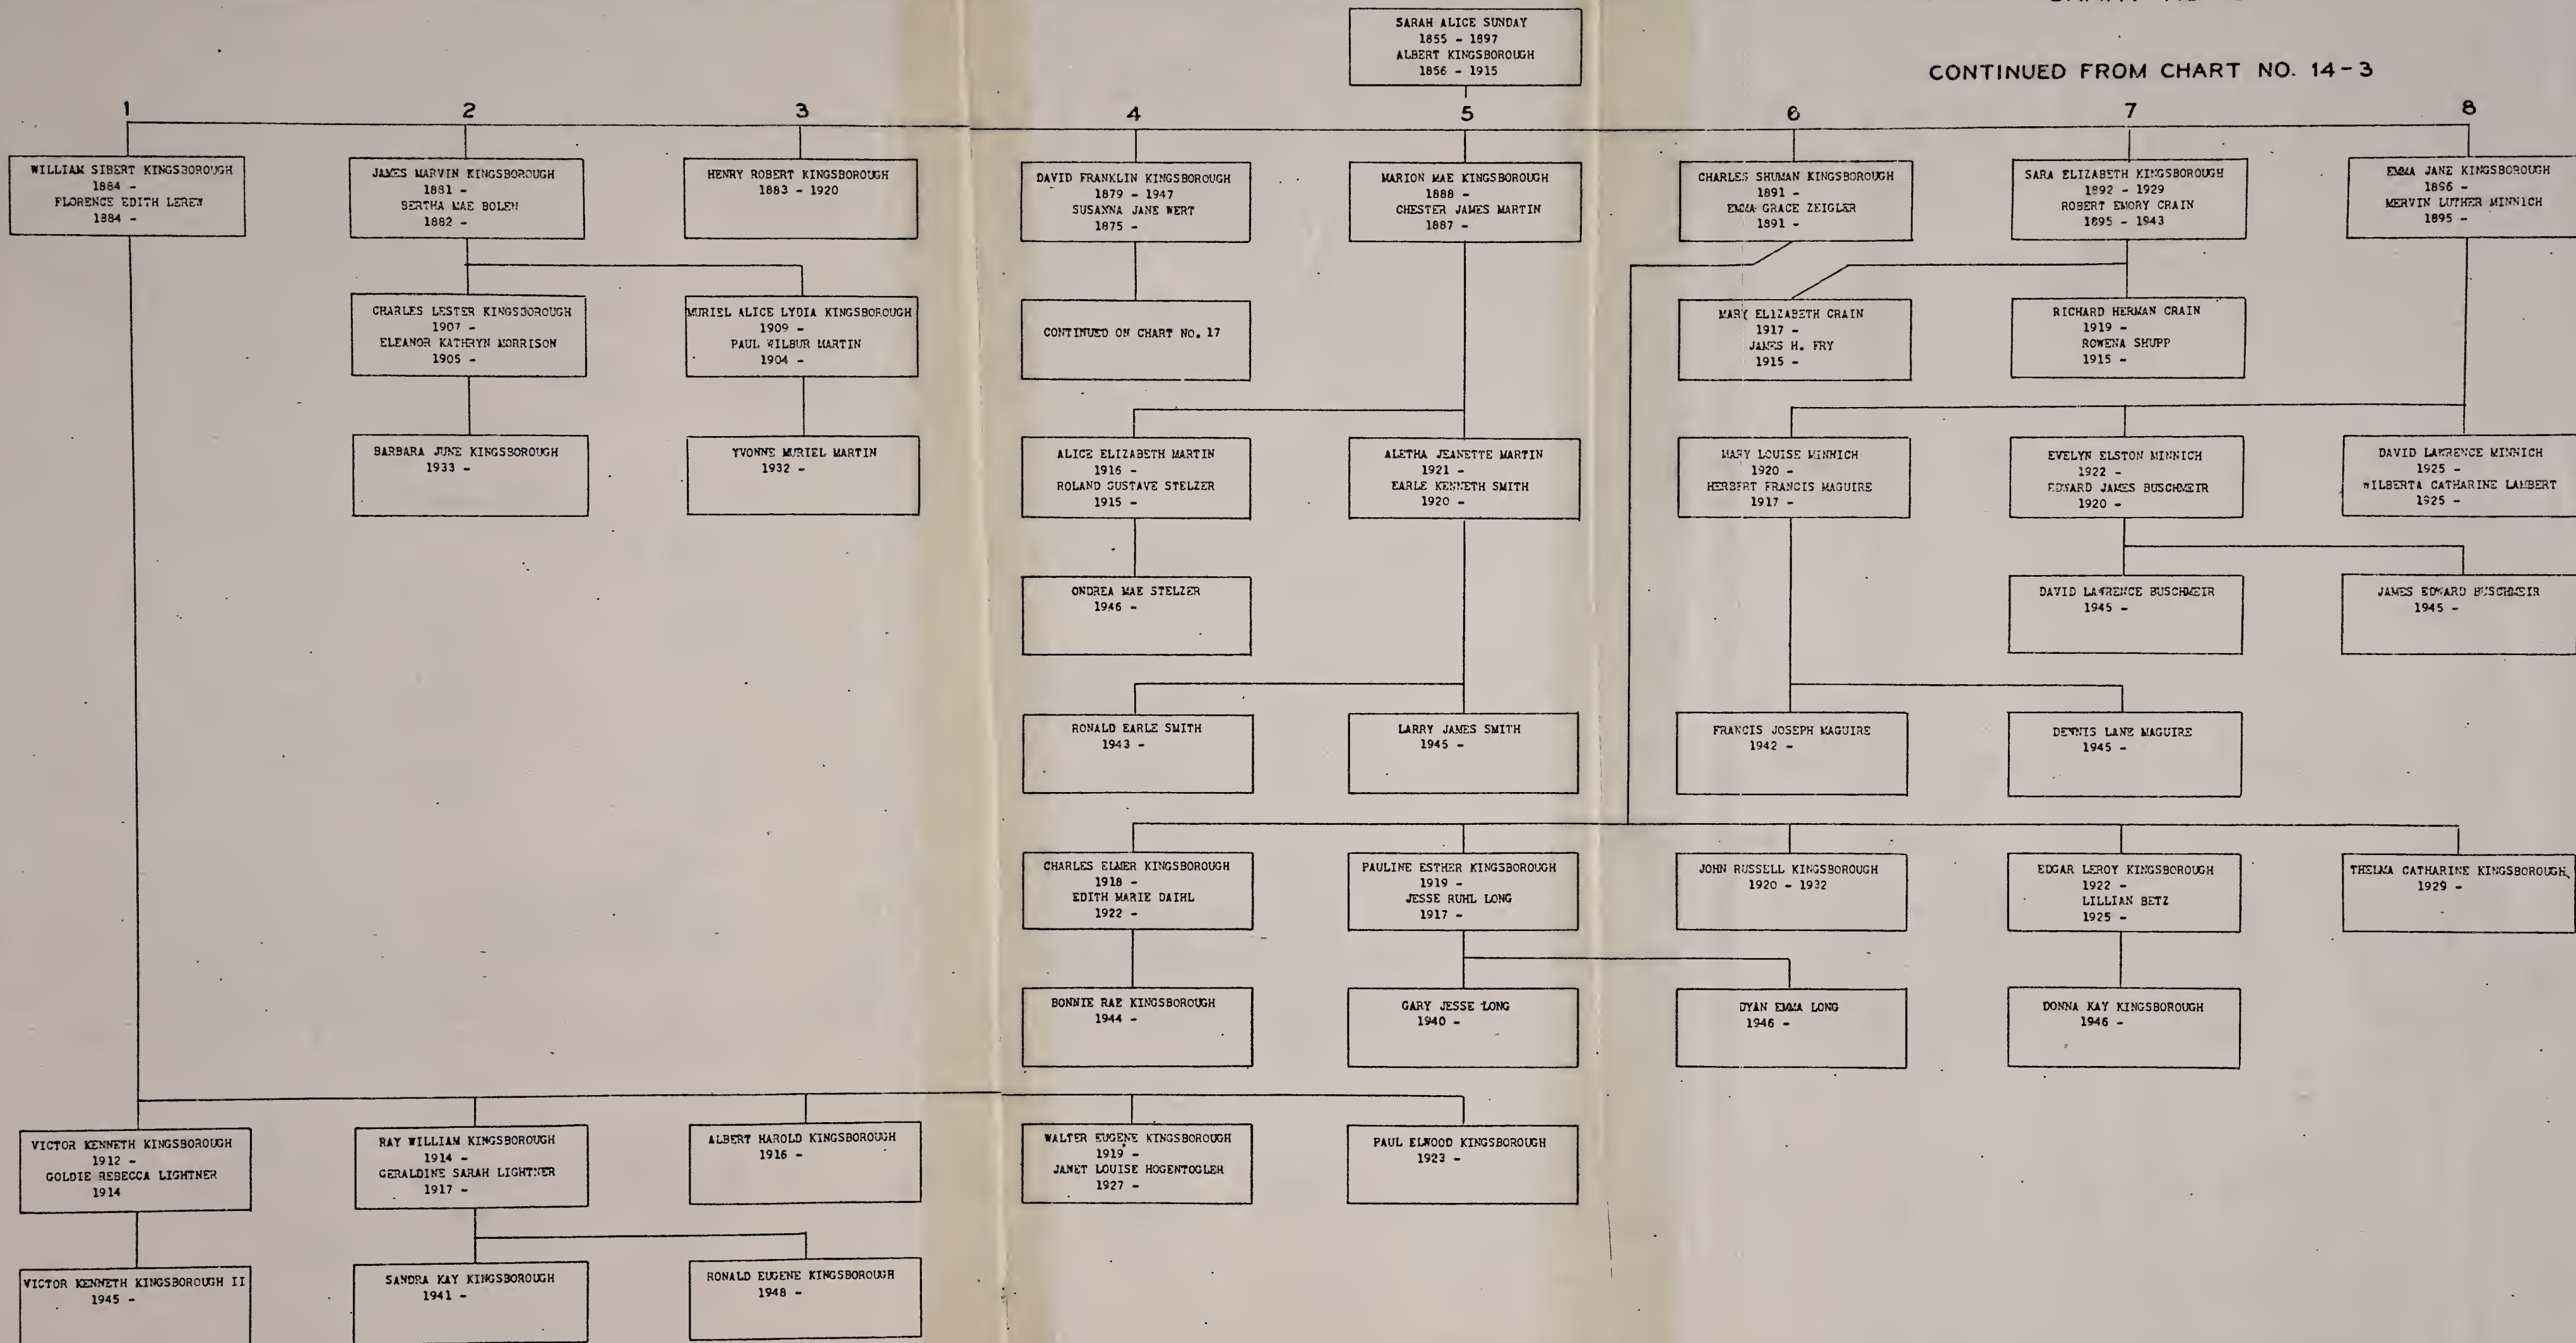 SARAH ALICE SUNDAY
1855 - 1897
ALBERT KINGSBOROUGH
1856 - 1915
CONTINUED FROM CHART NO. 14-3
1
2
3
4
5
6
7
8
WILLIAM SIBERT KINGSBOROUGH
1884 -
FLORENCE EDITH LEREW
1884 -
JAMES MARVIN KINGSBOROUGH
1881 -
BERTHA MAE BOLEN
1882 -
HENRY ROBERT KINGSBOROUGH
1883 - 1920
DAVID FRANKLIN KINGSBOROUGH
1879 - 1947
SUSANNA JANE WERT
1875 -
MARION MAE KINGSBOROUGH
1888 -
CHESTER JAMES MARTIN
1887 -
CHARLES SHUMAN KINGSBOROUGH
1891 -
EMMA GRACE ZEIGLER
1891 -
SARA ELIZABETH KINGSBOROUGH
1892 - 1929
ROBERT EMORY CRAIN
1895 - 1943
EMMA JANE KINGSBOROUGH
1896 -
MERVIN LUTHER MINNICH
1895 -
CHARLES LESTER KINGSBOROUGH
1907 -
ELEANOR KATHRYN MORRISON
1905 -
MURIEL ALICE LYDIA KINGSBOROUGH
1909 -
PAUL WILBUR MARTIN
1904 -
CONTINUED ON CHART NO. 17
MARY ELIZABETH CRAIN
1917 -
JAMES H. FRY
1915 -
RICHARD HERMAN CRAIN
1919 -
ROWENA SHUPP
1915 -
BARBARA JUNE KINGSBOROUGH
1933 -
YVONNE MURIEL MARTIN
1932 -
ALICE ELIZABETH MARTIN
1916 -
ROLAND GUSTAVE STELZER
1915 -
ALETHA JEANETTE MARTIN
1921 -
EARLE KENNETH SMITH
1920 -
MARY LOUISE MINNICH
1920 -
HERBERT FRANCIS MAGUIRE
1917 -
EVELYN ELSTON MINNICH
1922 -
EDWARD JAMES BUSCHMEIR
1920 -
DAVID LAWRENCE MINNICH
1925 -
WILBERTA CATHARINE LAMBERT
1925 -
ONDREA MAE STELZER
1946 -
DAVID LAWRENCE BUSCHMEIR
1945 -
JAMES EDWARD BUSCHMEIR
1945 -
RONALD EARLE SMITH
1943 -
LARRY JAMES SMITH
1945 -
FRANCIS JOSEPH MAGUIRE
1942 -
DENNIS LANE MAGUIRE
1945 -
CHARLES ELMER KINGSBOROUGH
1918 -
EDITH MARIE DAIHL
1922 -
PAULINE ESTHER KINGSBOROUGH
1919 -
JESSE RUHL LONG
1917 -
JOHN RUSSELL KINGSBOROUGH
1920 - 1932
EDGAR LEROY KINGSBOROUGH
1922 -
LILLIAN BETZ
1925 -
THELMA CATHARINE KINGSBOROUGH
1929 -
BONNIE RAE KINGSBOROUGH
1944 -
GARY JESSE LONG
1940 -
DYAN EMMA LONG
1946 -
DONNA KAY KINGSBOROUGH
1946 -
VICTOR KENNETH KINGSBOROUGH
1912 -
GOLDIE REBECCA LIGHTNER
1914
RAY WILLIAM KINGSBOROUGH
1914 -
GERALDINE SARAH LIGHTNER
1917 -
ALBERT HAROLD KINGSBOROUGH
1916 -
WALTER EUGENE KINGSBOROUGH
1919 -
JANET LOUISE HOGENTOGLER
1927 -
PAUL ELWOOD KINGSBOROUGH
1923 -
VICTOR KENNETH KINGSBOROUGH II
1945 -
SANDRA KAY KINGSBOROUGH
1941 -
RONALD EUGENE KINGSBOROUGH
1948 -